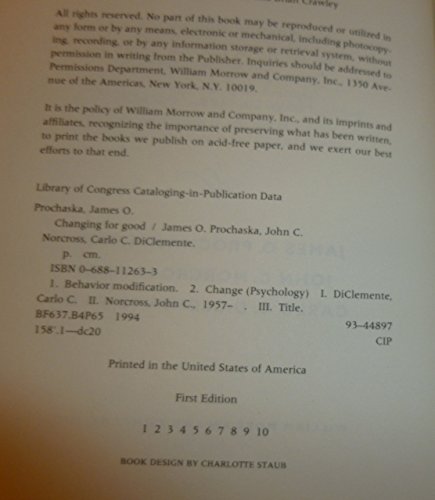 Brian Crawley
All rights reserved. No part of this book may be reproduced or utilized in
any form or by any means, electronic or mechanical, including photocopy-
ing, recording, or by any information storage or retrieval system, without
permission in writing from the Publisher. Inquiries should be addressed to
Permissions Department, William Morrow and Company, Inc., 1350 Ave-
nue of the Americas, New York, N.Y. 10019.
It is the policy of William Morrow and Company, Inc., and its imprints and
affiliates, recognizing the importance of preserving what has been written,
to print the books we publish on acid-free paper, and we exert our best
efforts to that end.
Library of Congress Cataloging-in-Publication Data
Prochaska, James O.
Changing for good / James O. Prochaska, John C.
Norcross, Carlo C. DiClemente.
p. cm.
ISBN 0-688-11263-3
1. Behavior modification. 2. Change (Psychology) I. DiClemente,
Carlo C. II. Norcross, John C., 1957- . III. Title.
BF637.B4P65 1994
158'.1—dc20
93-44897
CIP
Printed in the United States of America
First Edition
1 2 3 4 5 6 7 8 9 10
BOOK DESIGN BY CHARLOTTE STAUB